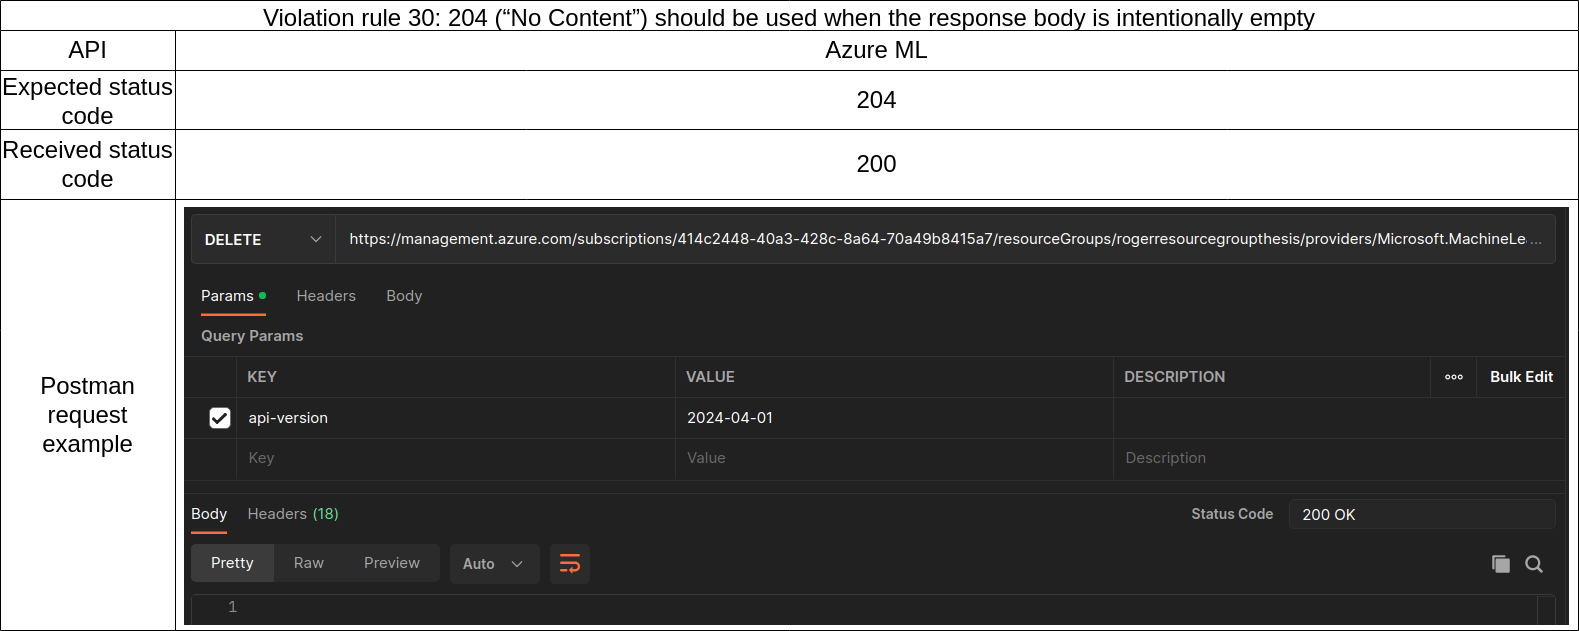 Violation rule 30: 204 (“No Content”) should be used when the response body is intentionally empty
API
Azure ML
Expected status
code
204
Received status
code
200
Postman
request
example
DELETE
https://management.azure.com/subscriptions/414c2448-40a3-428c-8a64-70a49b8415a7/resourceGroups/rogerresourcegroupthesis/providers/Microsoft.MachineLe...
Params
Headers
Body
Query Params
KEY
VALUE
DESCRIPTION
Bulk Edit
api-version
2024-04-01
Key
Value
Description
Body
Headers (18)
Status Code
200 OK
Pretty
Raw
Preview
Auto
1